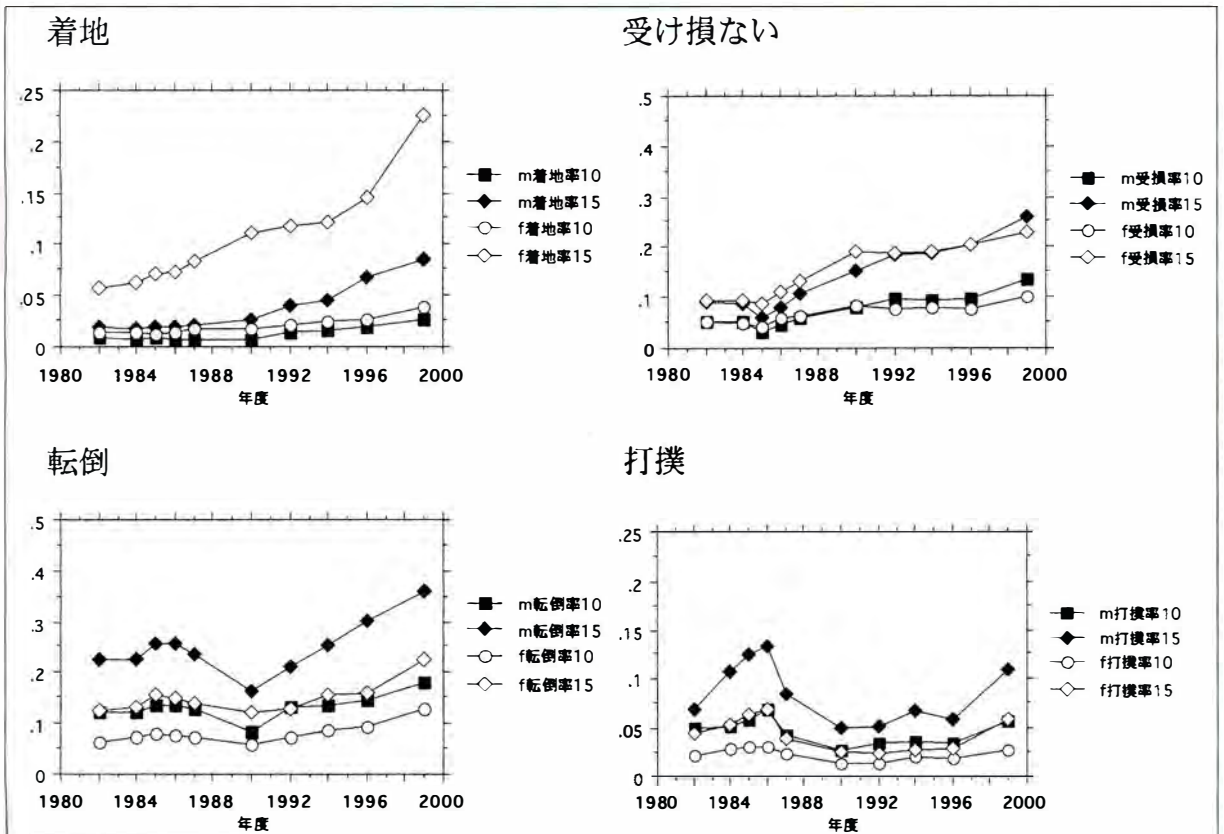 着地
.25
.2
.15
.1
.05
0
1980 1984 1988 1992 1996 2000
年度
m着地率10
m着地率15
f着地率10
f着地率15
受け損ない
.5
.4
.3
.2
.1
0
1980 1984 1988 1992 1996 2000
年度
m受損率10
m受損率15
f受損率10
f受損率15
転倒
.5
.4
.3
.2
.1
0
1980 1984 1988 1992 1996 2000
年度
m転倒率10
m転倒率15
f転倒率10
f転倒率15
打撲
.25
.2
.15
.1
.05
0
1980 1984 1988 1992 1996 2000
年度
m打撲率10
m打撲率15
f打撲率10
f打撲率15